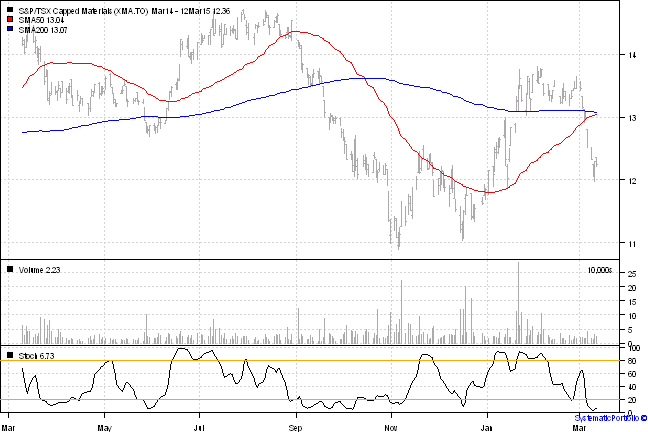 S&P/TSX Capped Materials (XMA.TO) Mar14 - 12Mar15 12.36
SMA50 13.04
SMA200 13.07
14
13
12
11
Volume 2.23
10,000s
25
20
15
10
5
0
Stoch 6.73
100
80
60
40
20
0
Mar May Jul Sep Nov Jan Mar
SystematicPortfolio ©